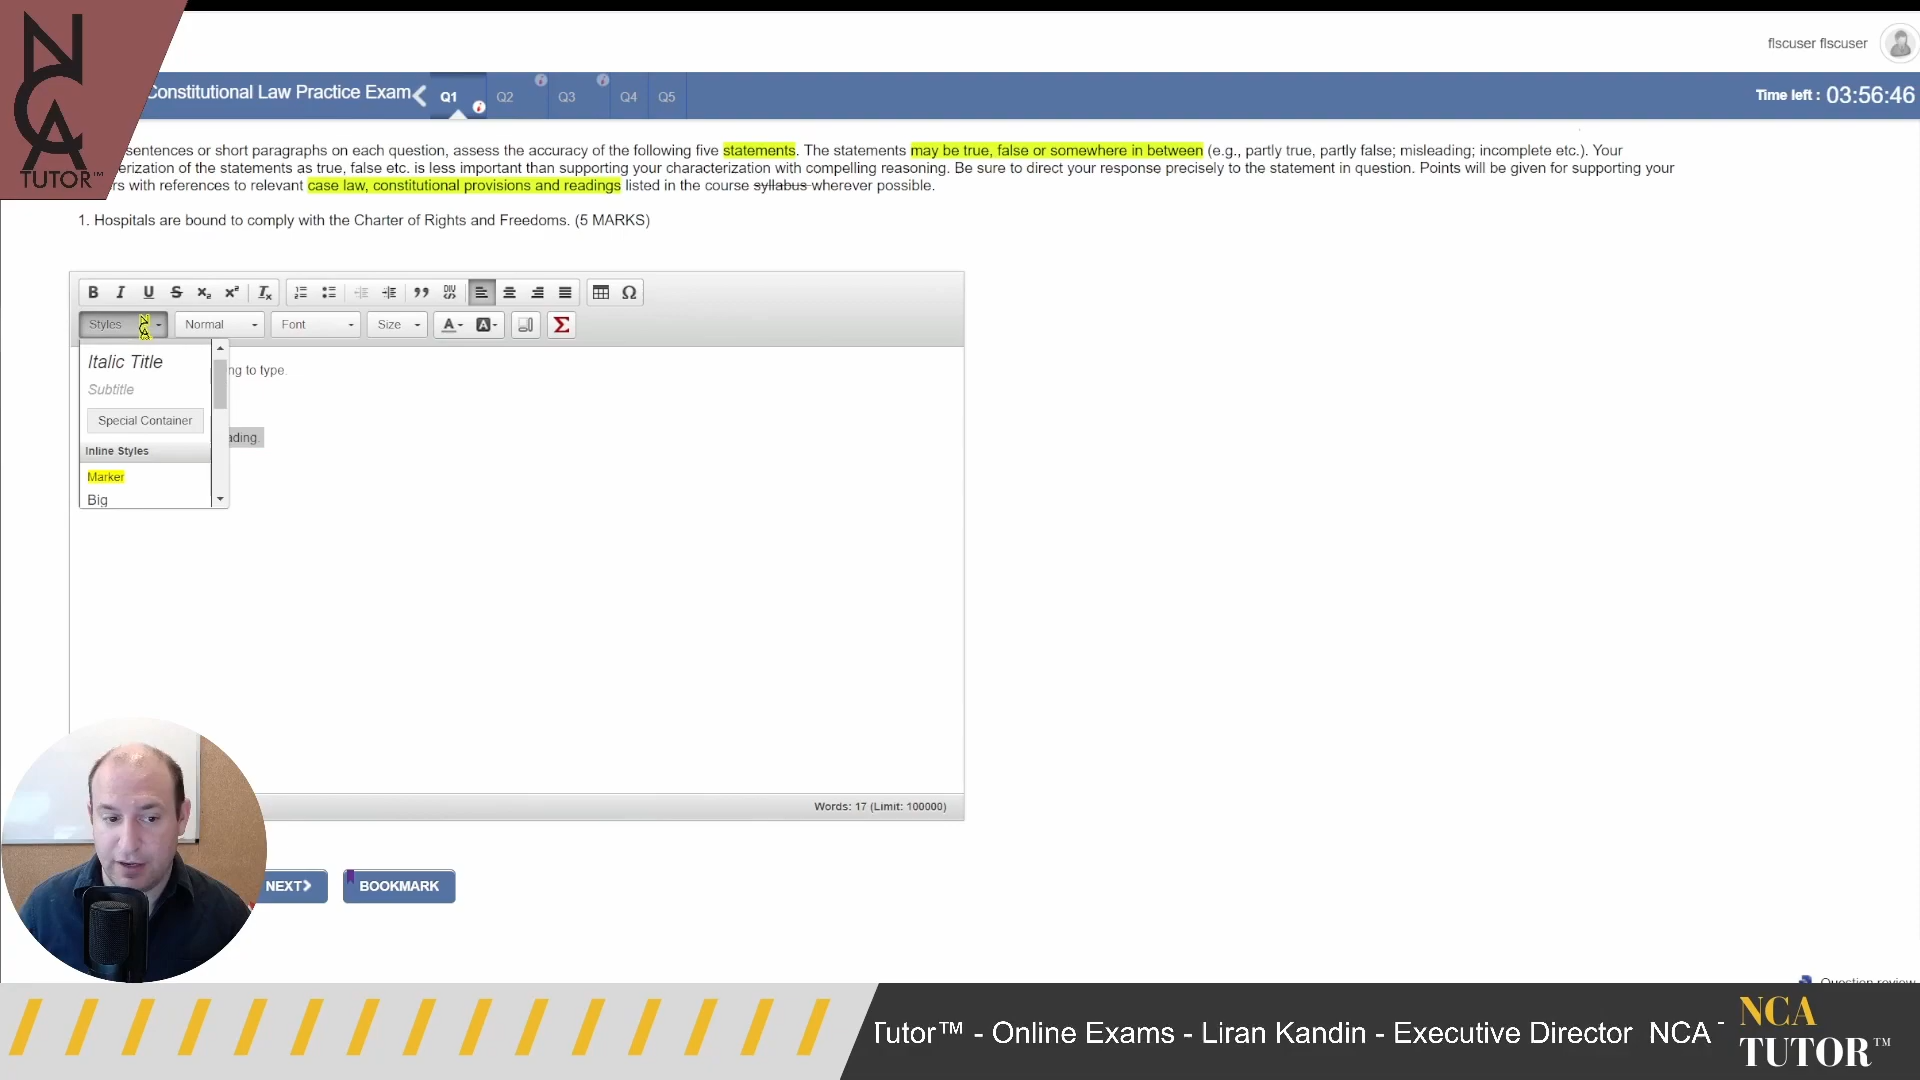 NCA
TUTOR™
flscuser flscuser
Constitutional Law Practice Exam
Q1
Q2
Q3
Q4
Q5
Time left : 03:56:46
sentences or short paragraphs on each question, assess the accuracy of the following five statements. The statements may be true, false or somewhere in between (e.g., partly true, partly false; misleading; incomplete etc.). Your
erization of the statements as true, false etc. is less important than supporting your characterization with compelling reasoning. Be sure to direct your response precisely to the statement in question. Points will be given for supporting your
rs with references to relevant case law, constitutional provisions and readings listed in the course syllabus wherever possible.
1. Hospitals are bound to comply with the Charter of Rights and Freedoms. (5 MARKS)
Styles
Normal
Font
Size
Italic Title
Subtitle
Special Container
Inline Styles
Marker
Big
ng to type.
ading.
Words: 17 (Limit: 100000)
NEXT
BOOKMARK
Question review
Tutor™ - Online Exams - Liran Kandin - Executive Director NCA
NCA
TUTOR™